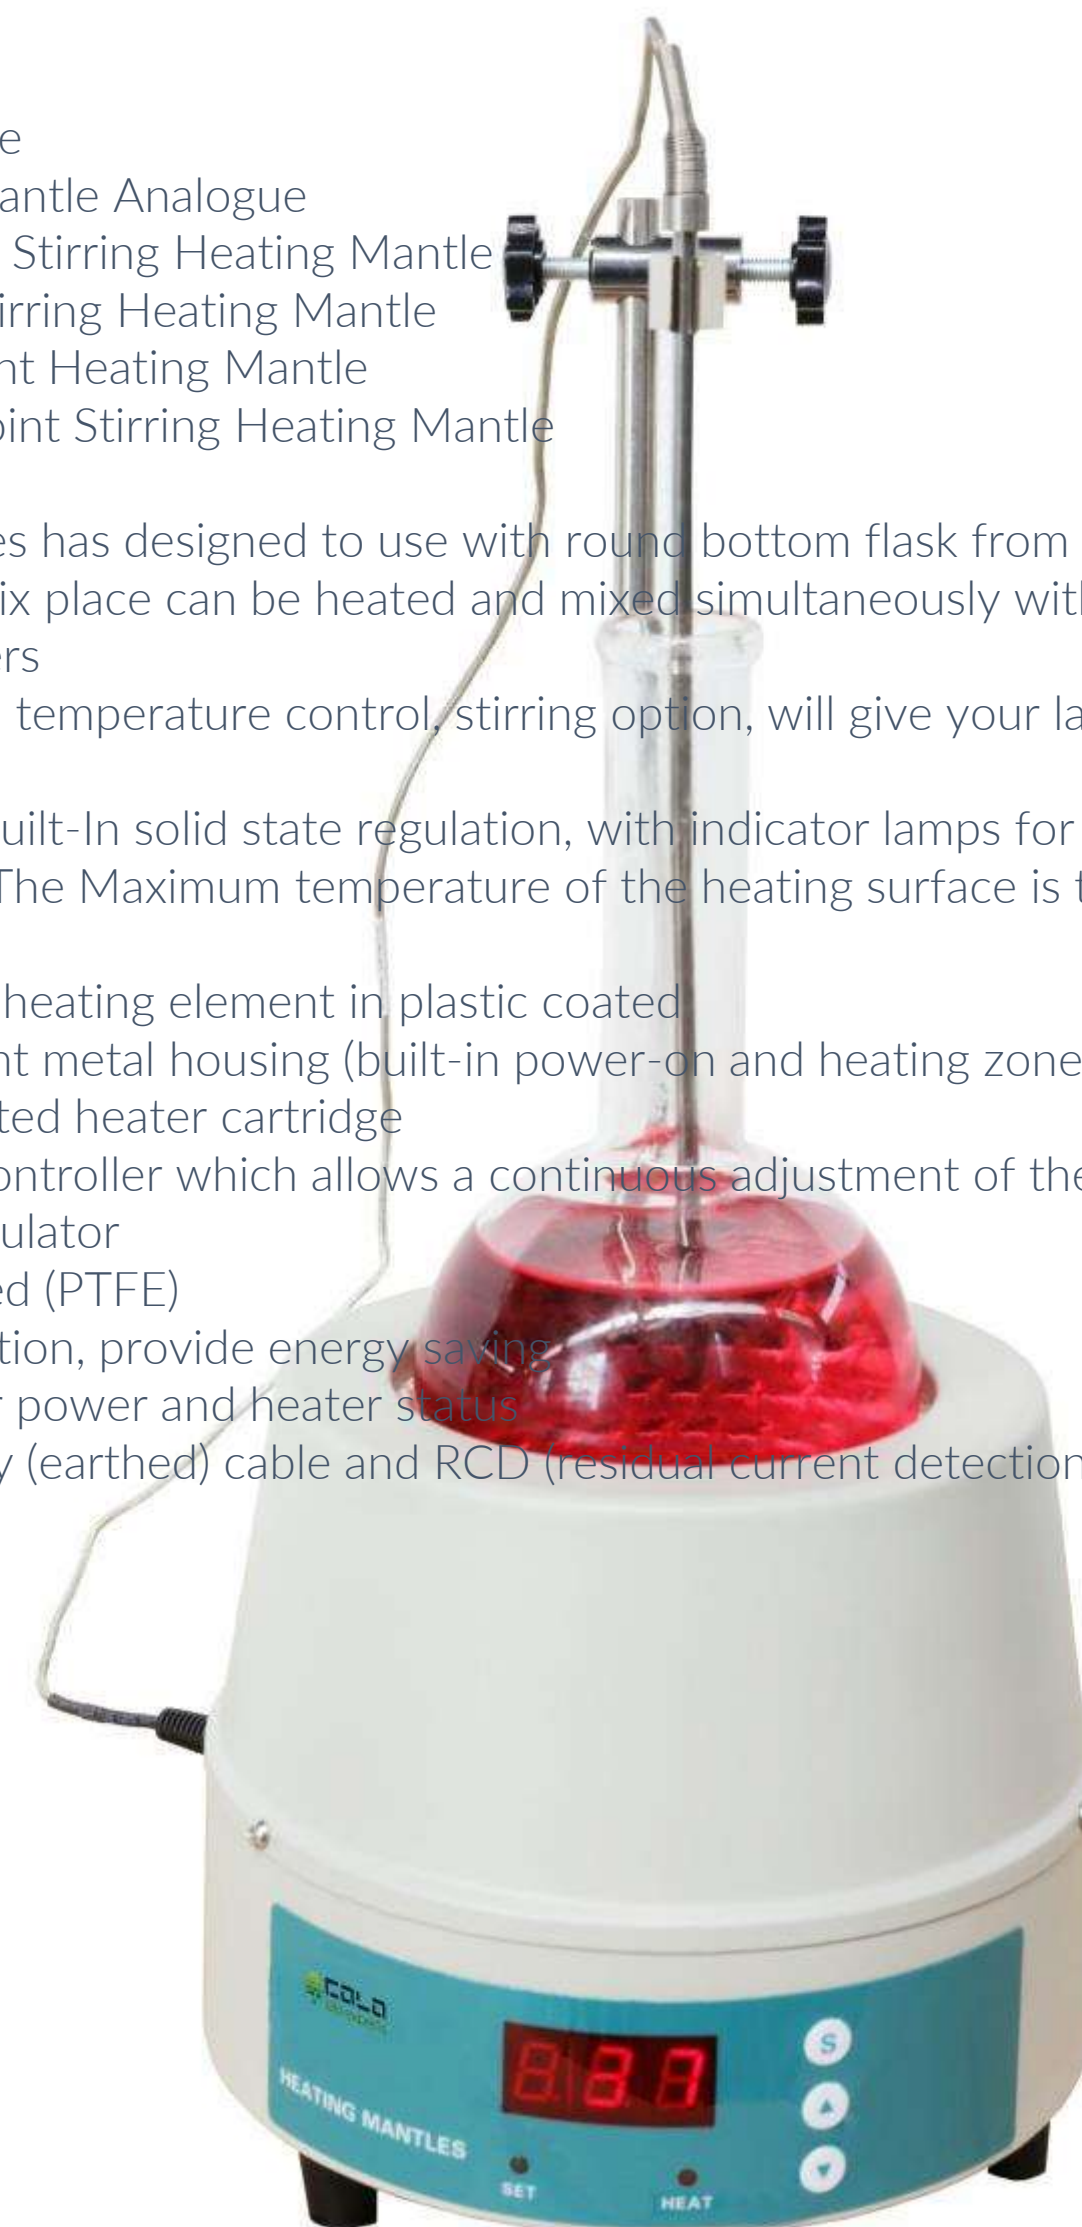 e
antle Analogue
Stirring Heating Mantle
irring Heating Mantle
nt Heating Mantle
oint Stirring Heating Mantle
es has designed to use with round bottom flask from
ix place can be heated and mixed simultaneously with
ers
temperature control, stirring option, will give your la
uilt-In solid state regulation, with indicator lamps for
The Maximum temperature of the heating surface is t
heating element in plastic coated
nt metal housing (built-in power-on and heating zone
ted heater cartridge
ontroller which allows a continuous adjustment of the
ulator
ed (PTFE)
tion, provide energy saving
r power and heater status
y (earthed) cable and RCD (residual current detection
COLO
HEATING MANTLES
37
S
SET
HEAT